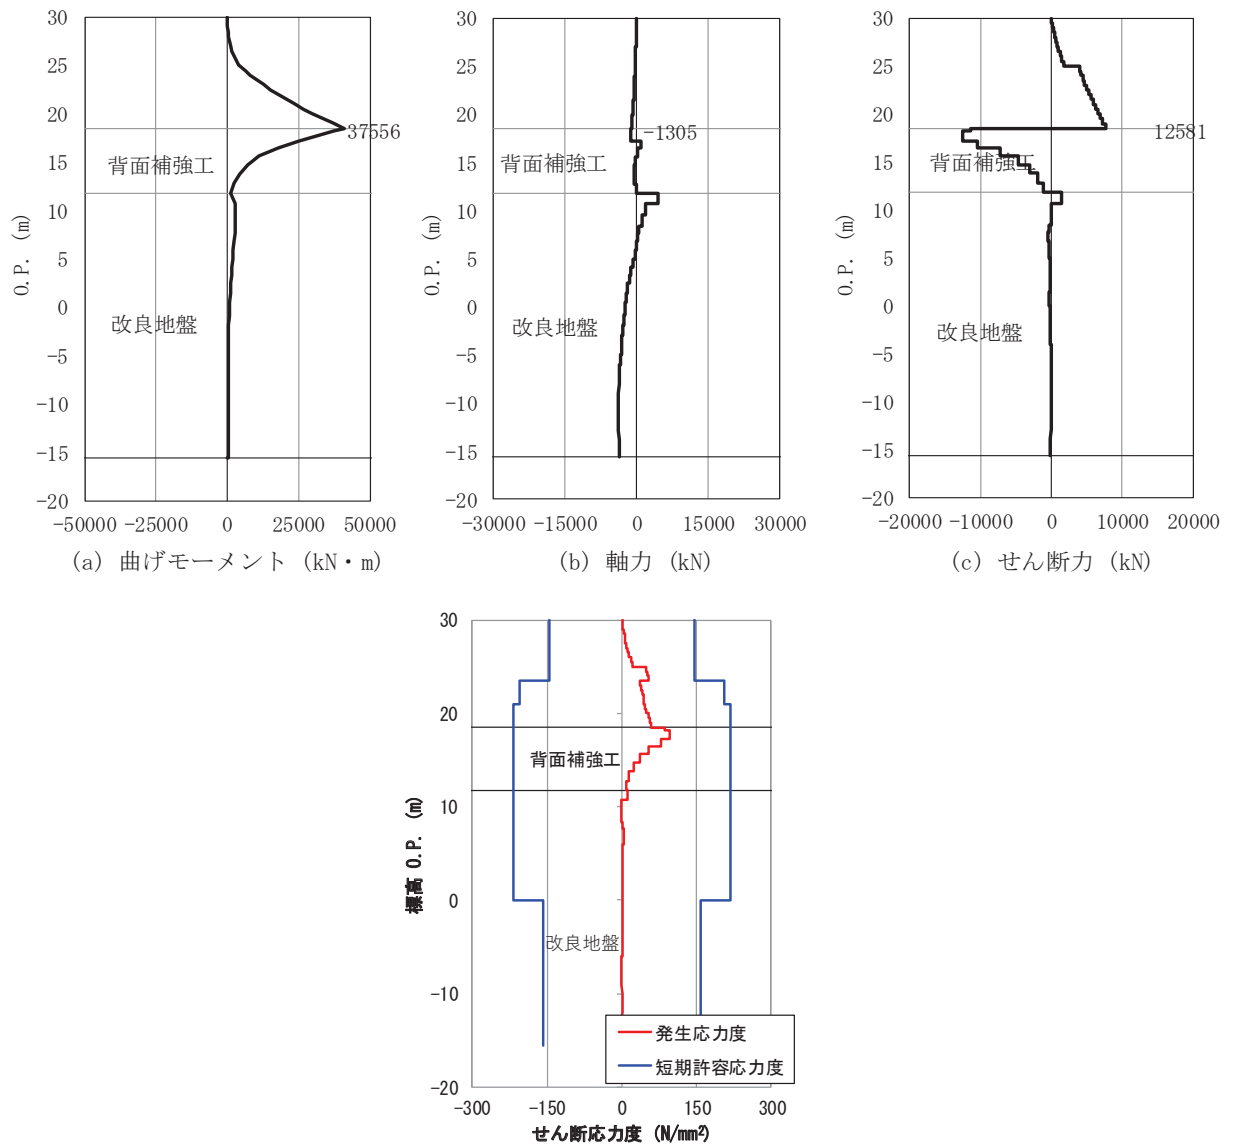 30
25
20
15
10
5
0
-5
-10
-15
-20
O.P. (m)
37556
背面補強工
改良地盤
-50000 -25000 0 25000 50000
(a) 曲げモーメント (kN・m)
30
25
20
15
10
5
0
-5
-10
-15
-20
O.P. (m)
-1305
背面補強工
改良地盤
-30000 -15000 0 15000 30000
(b) 軸力 (kN)
30
25
20
15
10
5
0
-5
-10
-15
-20
O.P. (m)
12581
背面補強工
改良地盤
-20000 -10000 0 10000 20000
(c) せん断力 (kN)
30
20
10
0
-10
-20
標高 O.P. (m)
背面補強工
改良地盤
発生応力度
短期許容応力度
-300 -150 0 150 300
せん断応力度 (N/mm²)